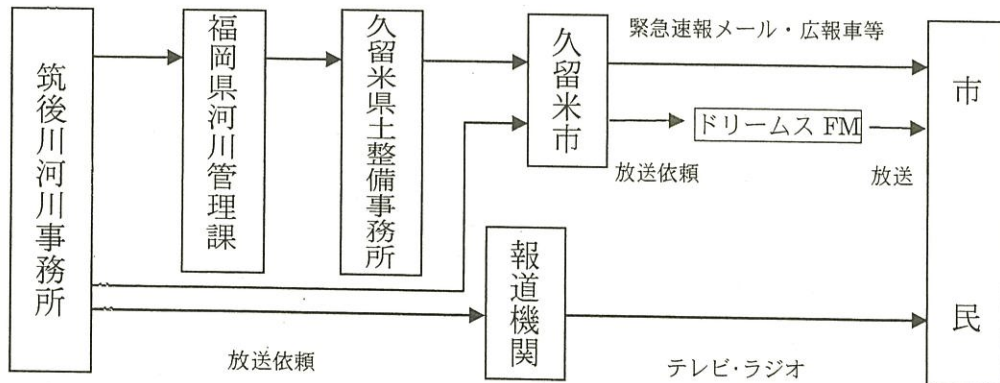 筑後川河川事務所
福岡県河川管理課
久留米県土整備事務所
久留米市
緊急速報メール・広報車等
ドリームス FM
放送依頼
放送
市民
報道機関
放送依頼
テレビ・ラジオ